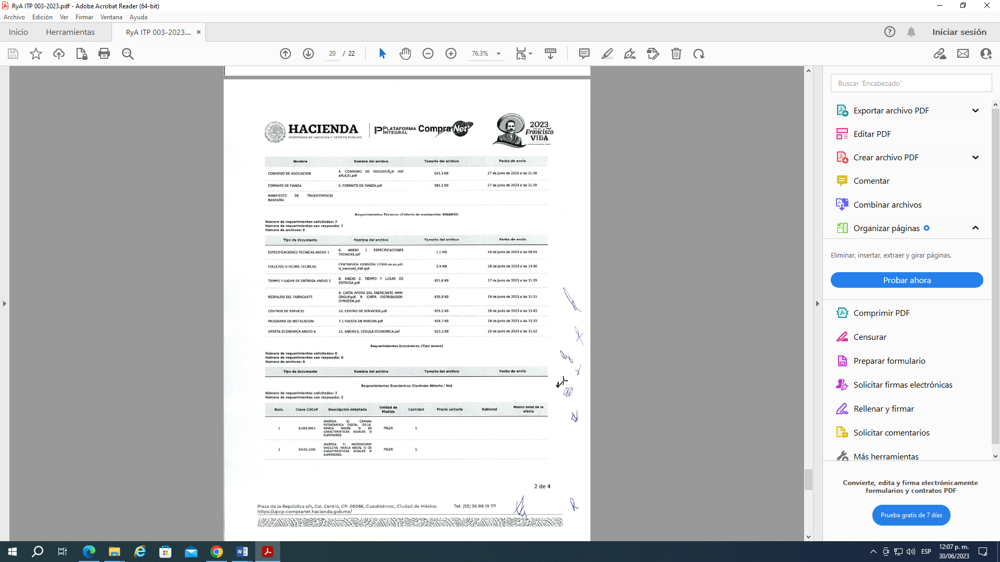 RyA ITP 003-2023.pdf - Adobe Acrobat Reader (64-bit)
Archivo Edición Ver Firmar Ventana Ayuda
Inicio Herramientas RyA ITP 003-2023.... × Iniciar sesión
20 / 22 76.3%
Buscar 'Encabezado'
Exportar archivo PDF
Editar PDF
Crear archivo PDF
Comentar
Combinar archivos
Organizar páginas
Eliminar, insertar, extraer y girar páginas.
Probar ahora
Comprimir PDF
Censurar
Preparar formulario
Solicitar firmas electrónicas
Rellenar y firmar
Solicitar comentarios
Más herramientas
Convierte, edita y firma electrónicamente
formularios y contratos PDF
Prueba gratis de 7 días
HACIENDA
SECRETARÍA DE HACIENDA Y CRÉDITO PÚBLICO
PLATAFORMA
INTEGRAL
CompraNet
2023
Francisco
VILLA
Nombre Nombre del archivo Tamaño del archivo Fecha de envío
CONVENIO DE ASOCIACION 4. CONVENIO DE ASOCIACIÃ¿N (NO
APLICA).pdf 621.3 KB 27 de Junio de 2023 a las 11:28
FORMATO DE FIANZA 5. FORMATO DE FIANZA.pdf 581.2 KB 27 de Junio de 2023 a las 11:29
MANIFIESTO DE TRANSFERENCIA
BANCARIA
Requerimientos Técnicos (Criterio de evaluación: BINARIO)
Número de requerimientos solicitados: 7
Número de requerimientos con respuesta: 7
Número de archivos: 9
Tipo de documento Nombre del archivo Tamaño del archivo Fecha de envío
ESPECIFICACIONES TECNICAS ANEXO 1 6. ANEXO 1 ESPECIFICACIONES
TECNICAS.pdf 1.1 MB 29 de Junio de 2023 a las 09:03
FOLLETOS O FICHAS TECNICAS CENTRIFUGA GYROZEN 1730R.en.es.pdf,
tl_Venticell_ESP.pdf 3.4 MB 28 de Junio de 2023 a las 13:30
TIEMPO Y LUGAR DE ENTREGA ANEXO 2 8. ANEXO 2. TIEMPO Y LUGAR DE
ENTREGA.pdf 821.6 KB 27 de Junio de 2023 a las 11:29
RESPALDO DEL FABRICANTE 9. CARTA APOYO DEL FABRICANTE MMM
GROUP.pdf, 9. CARTA DISTRIBUIDOR
GYROZEN.pdf 626.9 KB 29 de Junio de 2023 a las 11:21
CENTROS DE SERVICIO 10. CENTRO DE SERVICIOS.pdf 629.2 KB 28 de Junio de 2023 a las 15:43
PROGRAMA DE INSTALACION 7.1 PUESTA EN MARCHA.pdf 628.7 KB 28 de Junio de 2023 a las 15:33
OFERTA ECONOMICA ANEXO 6 11. ANEXO 6, CEDULA ECONOMICA.pdf 923.3 KB 29 de Junio de 2023 a las 11:12
Requerimientos Económicos (Tipo anexo)
Número de requerimientos solicitados: 0
Número de requerimientos con respuesta: 0
Número de archivos: 0
Tipo de documento Nombre del archivo Tamaño del archivo Fecha de envío
Requerimientos Económicos (Contrato Abierto / No)
Número de requerimientos solicitados: 7
Número de requerimientos con respuesta: 2
Num. Clave CUCoP Descripción detallada Unidad de Medida Cantidad Precio unitario Subtotal Monto total de la oferta
(PARTIDA 6) CÁMARA
FOTOGRÁFICA DIGITAL DS-10,
1 51501-0014 MARCA NIKON, O DE PIEZA 1
CARACTERISTICAS IGUALES O
SUPERIORES.
(PARTIDA 7) MICROSCOPIO
SMZ1270I, MARCA NIKON, O DE
2 53101-1245 CARACTERISTICAS IGUALES O PIEZA 1
SUPERIORES.
2 de 4
Plaza de la República s/n, Col. Centro, CP. 06066, Cuauhtémoc, Ciudad de México. Tel. (55) 36 88 19 77
https://upcp-compranet.hacienda.gob.mx/
ESP
12:07 p. m.
30/06/2023